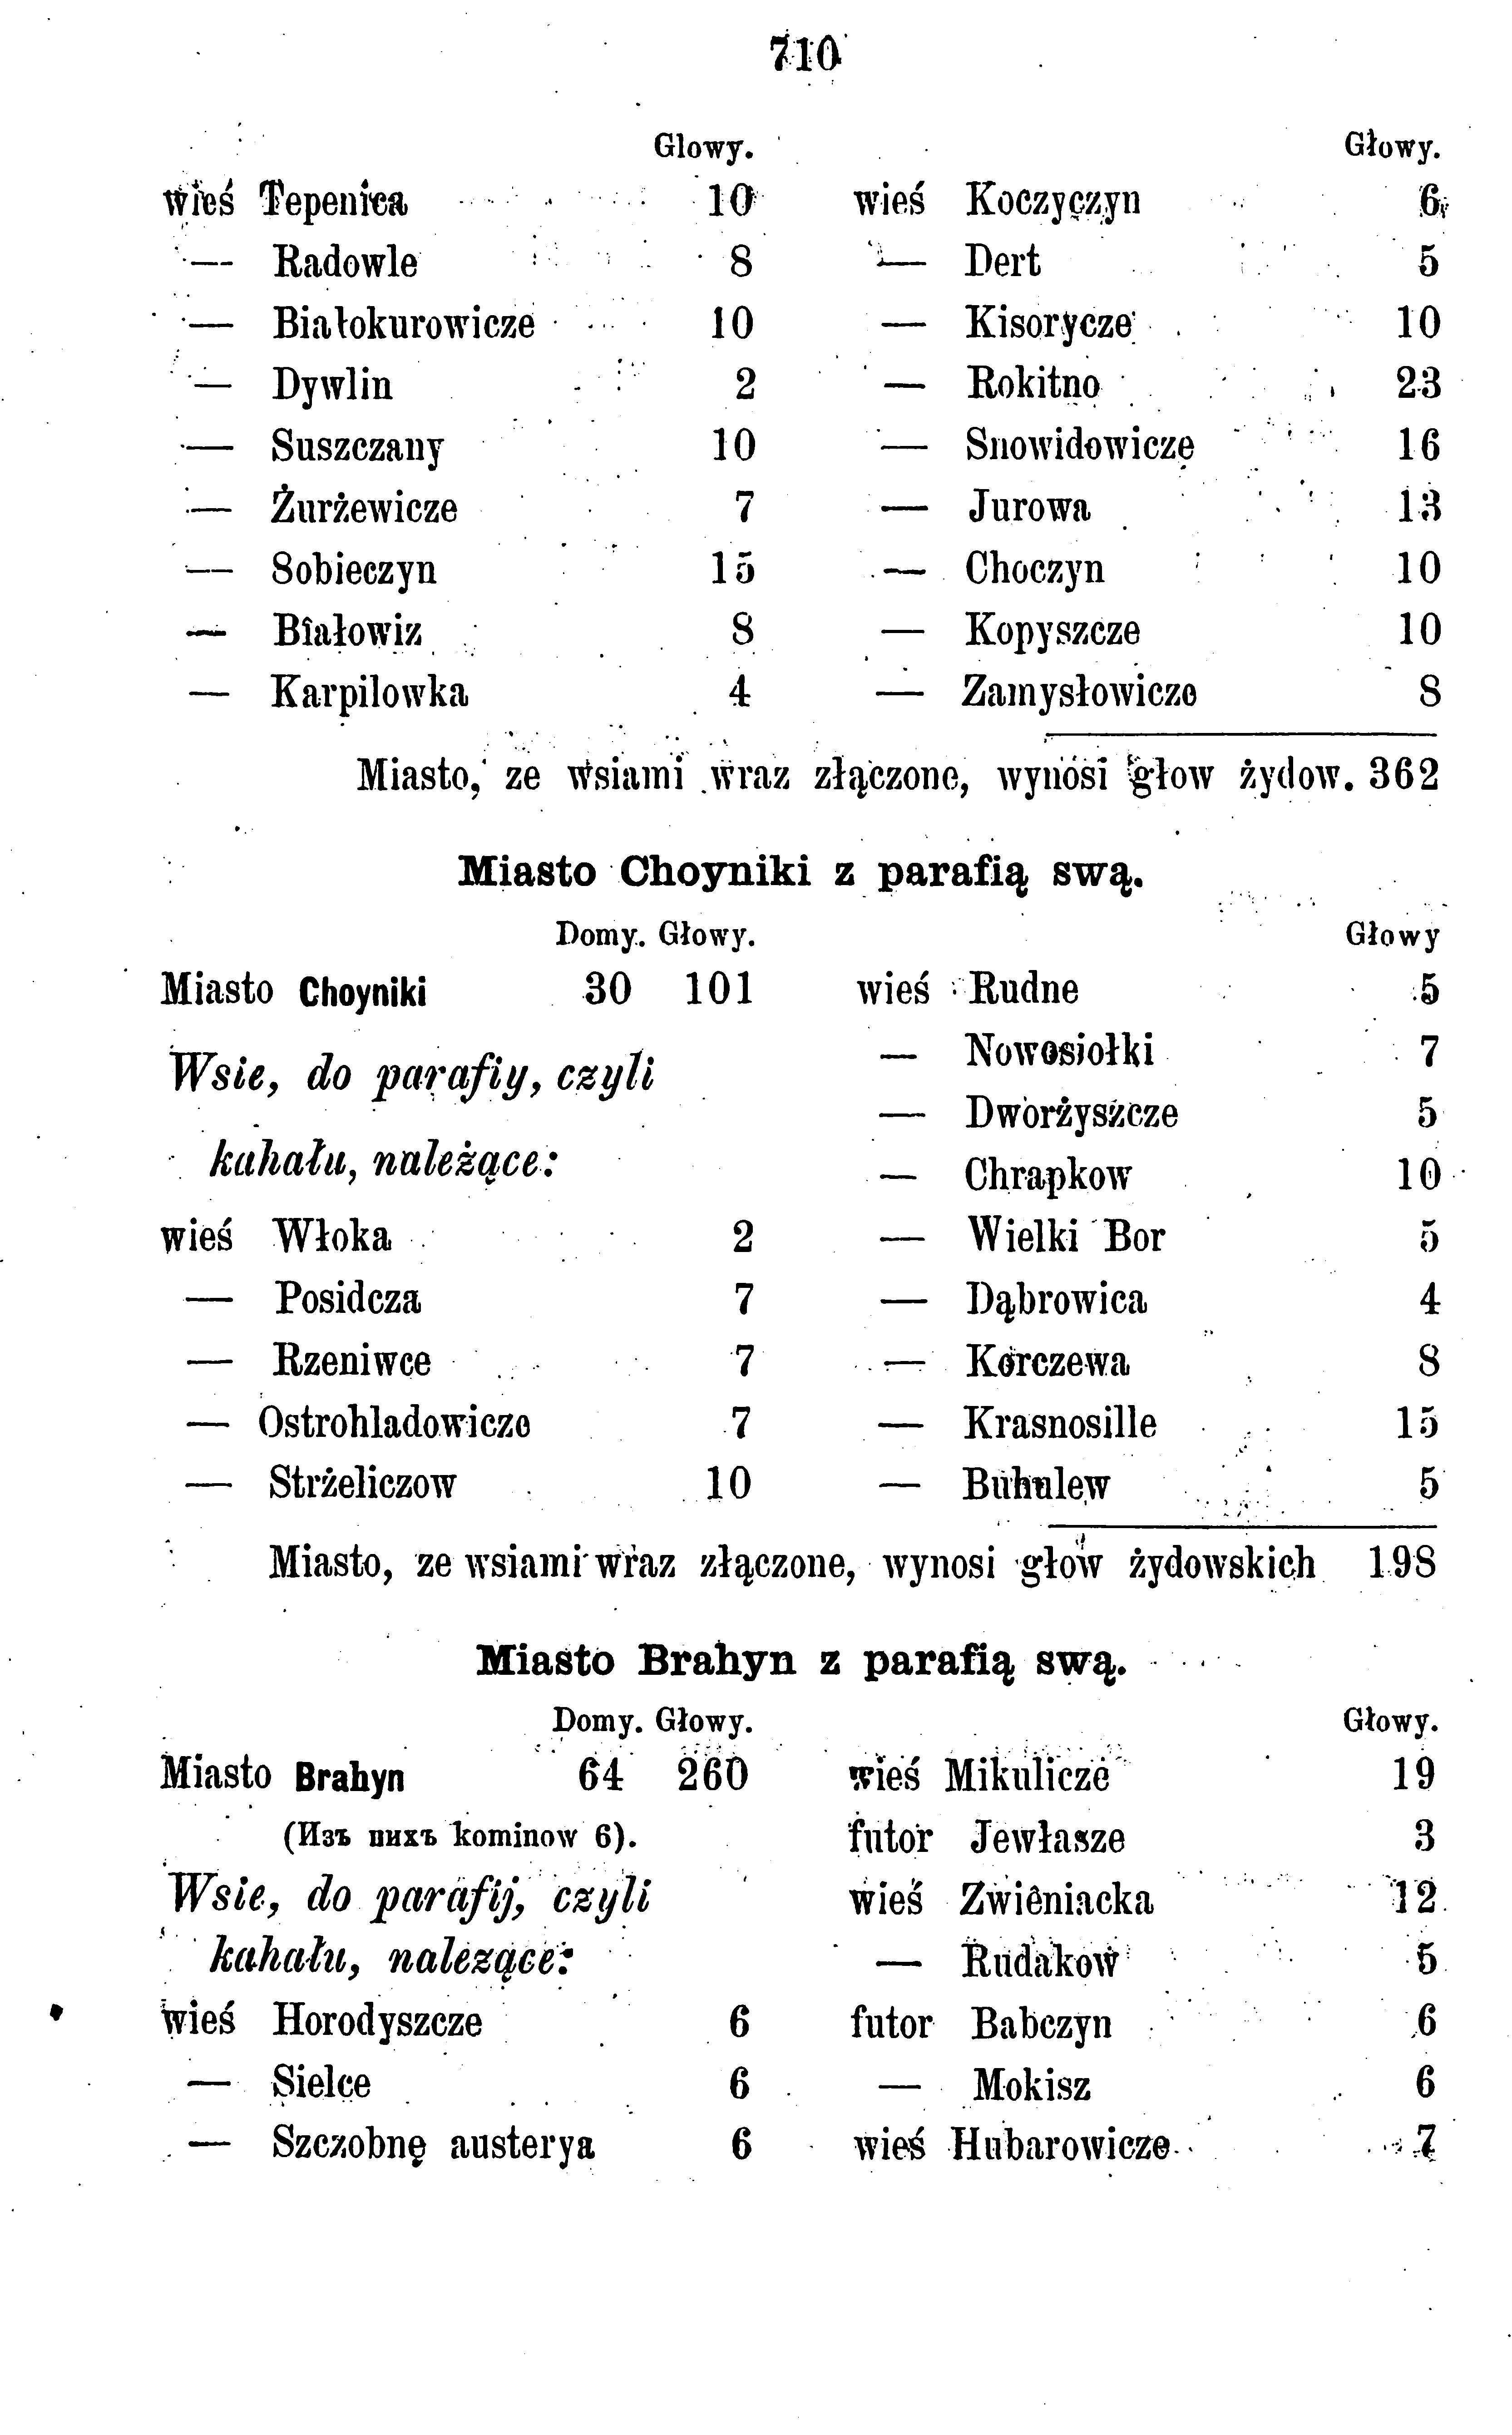 710
Glowy.
wieś Tepenica 10
— Radowle 8
— Białokurowicze 10
— Dywlin 2
— Suszczany 10
— Żurżewicze 7
— Sobieczyn 15
— Białowiz 8
— Karpilowka 4
Głowy.
wieś Koczyczyn 6
— Dert 5
— Kisorycze 10
— Rokitno 23
— Snowidowicze 16
— Jurowa 13
— Choczyn 10
— Kopyszcze 10
— Zamysłowicze 8
Miasto, ze wsiami wraz złączone, wynosi głow żydow. 362
Miasto Choyniki z parafią swą.
Domy. Głowy.
Miasto Choyniki 30 101
Wsie, do parafiy, czyli
kahału, należące:
wieś Włoka 2
— Posidcza 7
— Rzeniwce 7
— Ostrohladowicze 7
— Strżeliczow 10
Głowy
wieś Rudne 5
— Nowosiołki 7
— Dworżyszcze 5
— Chrapkow 10
— Wielki Bor 5
— Dąbrowica 4
— Korczewa 8
— Krasnosille 15
— Buhulew 5
Miasto, ze wsiami wraz złączone, wynosi głow żydowskich 198
Miasto Brahyn z parafią swą.
Domy. Głowy.
Miasto Brahyn 64 260
(Изъ нихъ kominow 6).
Wsie, do parafij, czyli
kahału, nalezące:
wieś Horodyszcze 6
— Sielce 6
— Szczobnę austerya 6
Głowy.
wieś Mikulicze 19
futor Jewłasze 3
wieś Zwieniacka 12
— Rudakow 5
futor Babczyn 6
— Mokisz 6
wieś Hubarowicze 7